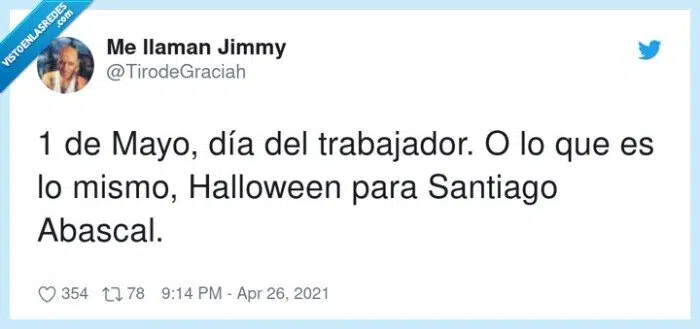 VISTOENLASREDES
.com
Me llaman Jimmy
@TirodeGraciah
1 de Mayo, día del trabajador. O lo que es
lo mismo, Halloween para Santiago
Abascal.
354 78 9:14 PM - Apr 26, 2021